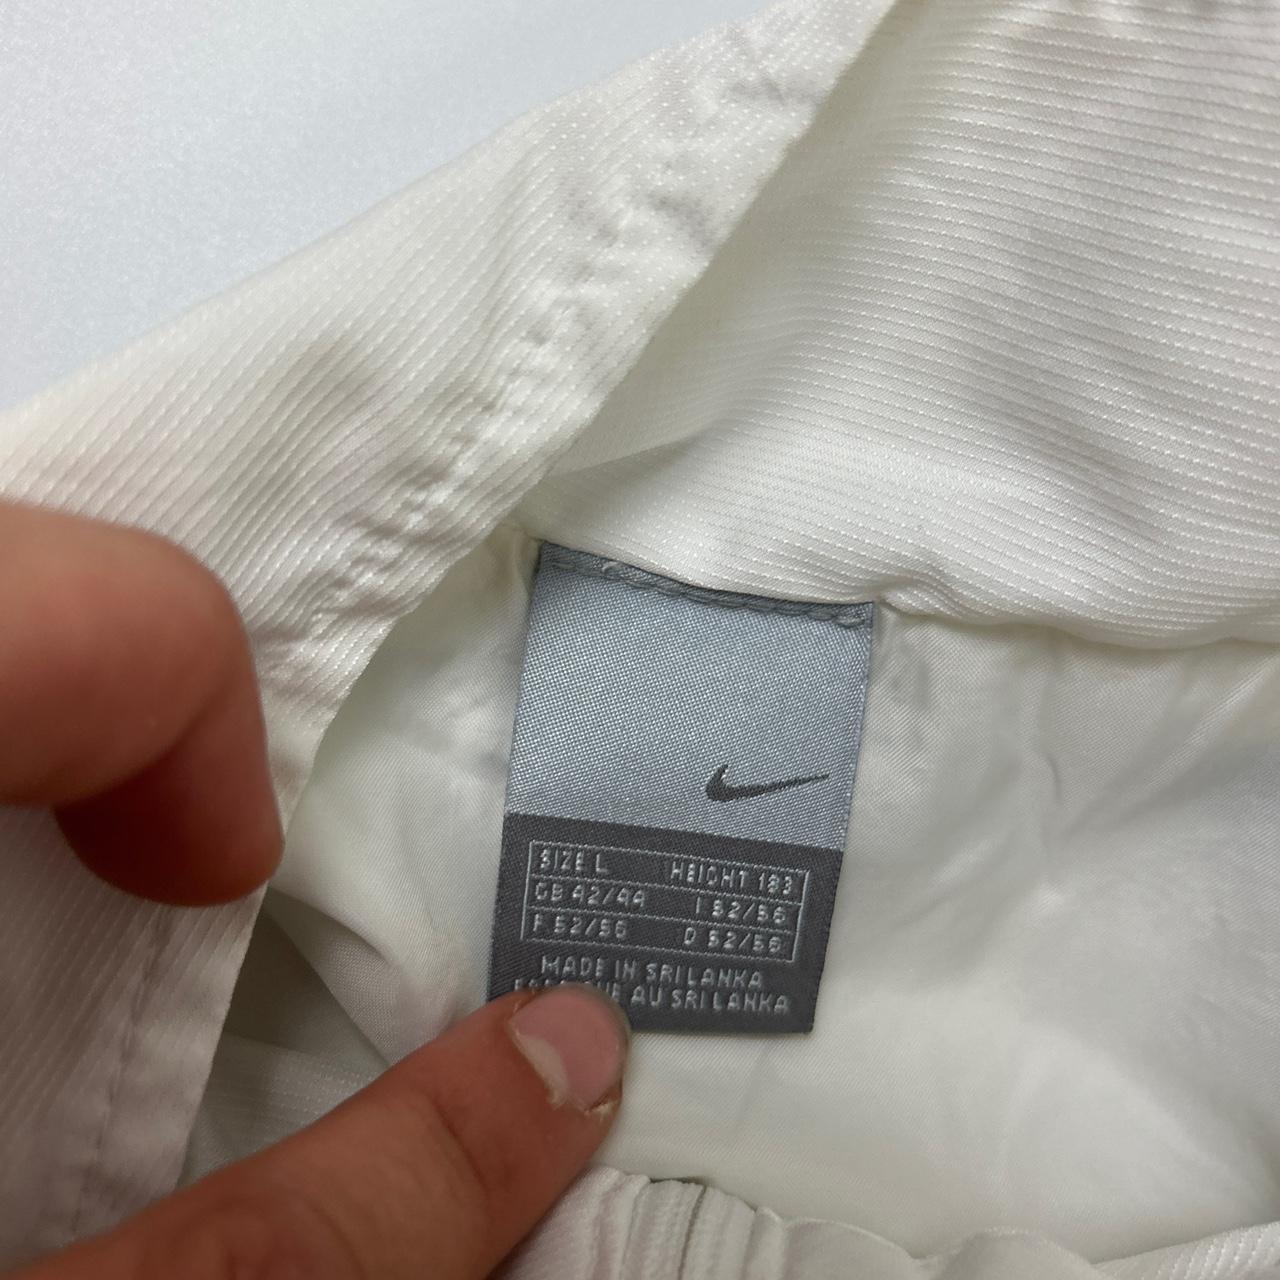 SIZE L HEIGHT 183
GB 42/44 I 52/56
F 52/56 D 52/56
MADE IN SRI LANKA
AU SRI LANKA